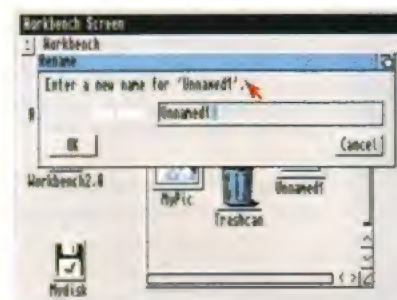 Workbench Screen
Workbench
Rename
Enter a new name for 'Unnamed1'.
Unnamed1
OK
Cancel
Workbench2.0
MyPic
Trashcan
Unnamed1
Mydisk